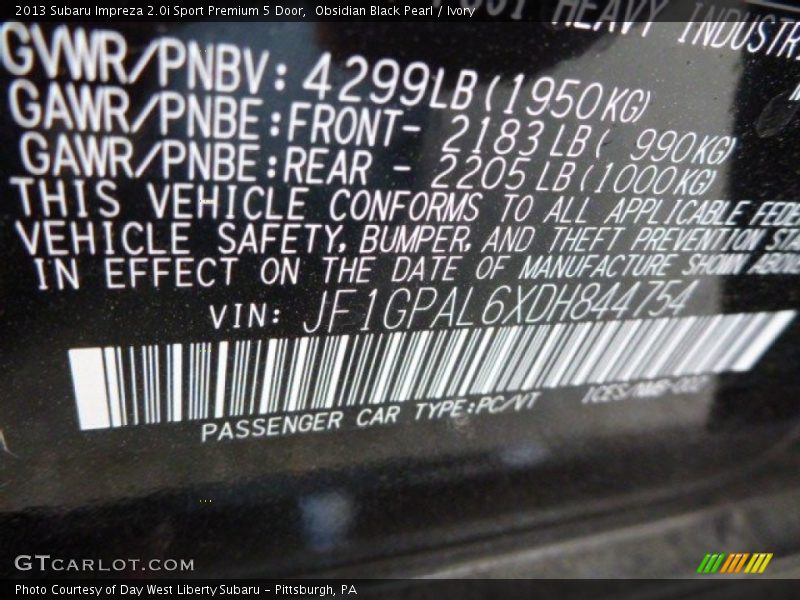 2013 Subaru Impreza 2.0i Sport Premium 5 Door,  Obsidian Black Pearl / Ivory
HEAVY INDUSTR
GVWR/PNBV: 4299LB(1950KG)
GAWR/PNBE:FRONT- 2183LB( 990KG)
GAWR/PNBE:REAR - 2205LB(1000KG)
THIS VEHICLE CONFORMS TO ALL APPLICABLE FEDE
VEHICLE SAFETY, BUMPER, AND THEFT PREVENTION STA
IN EFFECT ON THE DATE OF MANUFACTURE SHOWN ABOV
VIN: JF1GPAL6XDH844754
PASSENGER CAR TYPE:PC/VT
GTCARLOT.COM
Photo Courtesy of Day West Liberty Subaru - Pittsburgh, PA